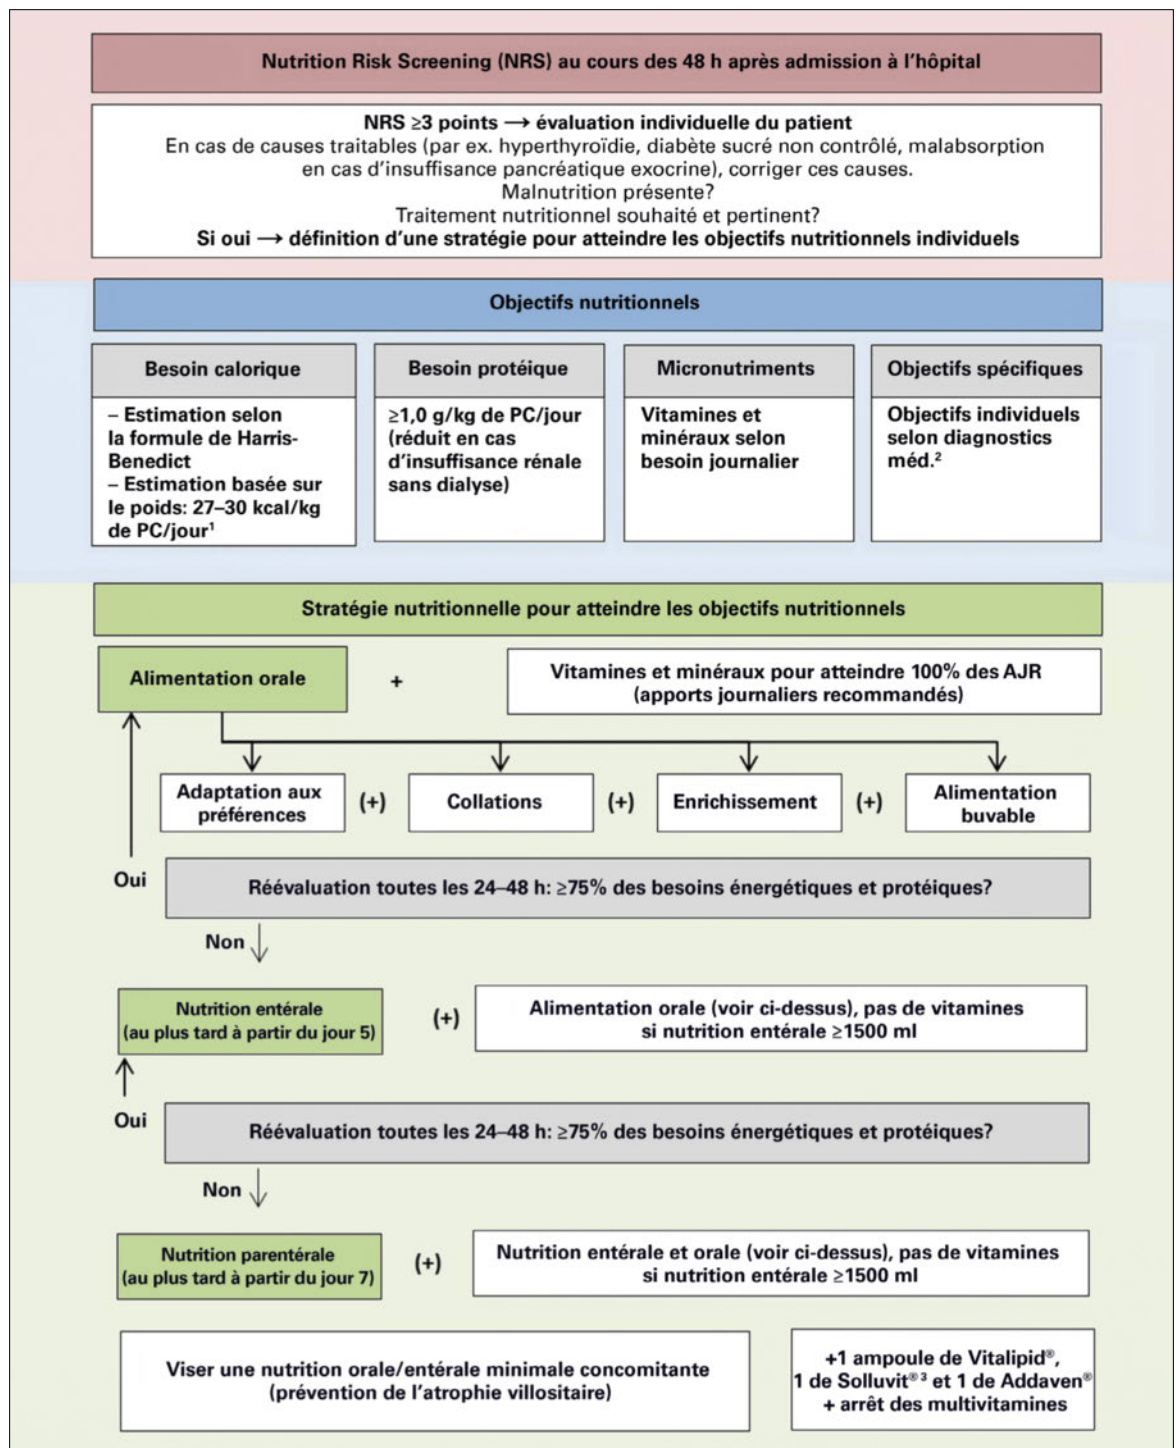 Nutrition Risk Screening (NRS) au cours des 48 h après admission à l'hôpital
NRS ≥3 points → évaluation individuelle du patient
En cas de causes traitables (par ex. hyperthyroïdie, diabète sucré non contrôlé, malabsorption
en cas d'insuffisance pancréatique exocrine), corriger ces causes.
Malnutrition présente?
Traitement nutritionnel souhaité et pertinent?
Si oui → définition d'une stratégie pour atteindre les objectifs nutritionnels individuels
Objectifs nutritionnels
Besoin calorique
– Estimation selon
la formule de Harris-
Benedict
– Estimation basée sur
le poids: 27–30 kcal/kg
de PC/jour¹
Besoin protéique
≥1,0 g/kg de PC/jour
(réduit en cas
d'insuffisance rénale
sans dialyse)
Micronutriments
Vitamines et
minéraux selon
besoin journalier
Objectifs spécifiques
Objectifs individuels
selon diagnostics
méd.²
Stratégie nutritionnelle pour atteindre les objectifs nutritionnels
Alimentation orale
+
Vitamines et minéraux pour atteindre 100% des AJR
(apports journaliers recommandés)
Adaptation aux
préférences
(+)
Collations
(+)
Enrichissement
(+)
Alimentation
buvable
Oui
Réévaluation toutes les 24–48 h: ≥75% des besoins énergétiques et protéiques?
Non
Nutrition entérale
(au plus tard à partir du jour 5)
(+)
Alimentation orale (voir ci-dessus), pas de vitamines
si nutrition entérale ≥1500 ml
Oui
Réévaluation toutes les 24–48 h: ≥75% des besoins énergétiques et protéiques?
Non
Nutrition parentérale
(au plus tard à partir du jour 7)
(+)
Nutrition entérale et orale (voir ci-dessus), pas de vitamines
si nutrition entérale ≥1500 ml
Viser une nutrition orale/entérale minimale concomitante
(prévention de l'atrophie villositaire)
+1 ampoule de Vitalipid®,
1 de Solluvit®³ et 1 de Addaven®
+ arrêt des multivitamines